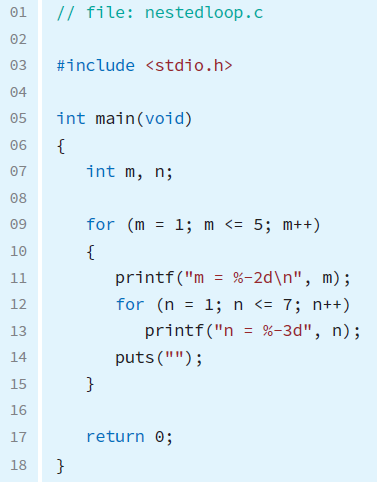 01 // file: nestedloop.c
02
03 #include <stdio.h>
04
05 int main(void)
06 {
07    int m, n;
08
09    for (m = 1; m <= 5; m++)
10    {
11       printf("m = %-2d\n", m);
12       for (n = 1; n <= 7; n++)
13          printf("n = %-3d", n);
14       puts("");
15    }
16
17    return 0;
18 }